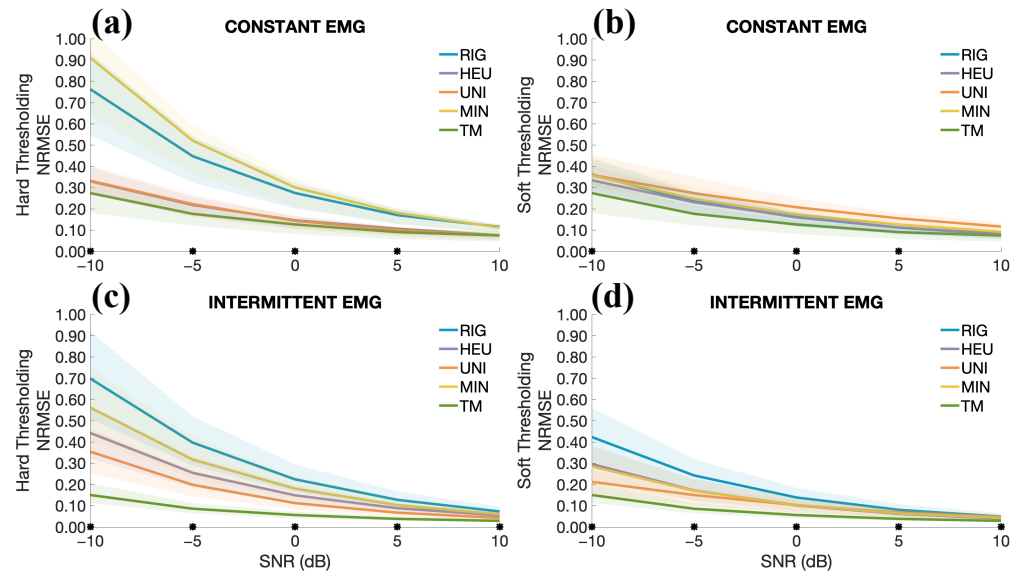 (a)
CONSTANT EMG
Hard Thresholding
NRMSE
1.00
0.90
0.80
0.70
0.60
0.50
0.40
0.30
0.20
0.10
0.00
−10
−5
0
5
10
RIG
HEU
UNI
MIN
TM
(b)
CONSTANT EMG
Soft Thresholding
NRMSE
1.00
0.90
0.80
0.70
0.60
0.50
0.40
0.30
0.20
0.10
0.00
−10
−5
0
5
10
RIG
HEU
UNI
MIN
TM
(c)
INTERMITTENT EMG
Hard Thresholding
NRMSE
1.00
0.90
0.80
0.70
0.60
0.50
0.40
0.30
0.20
0.10
0.00
−10
−5
0
5
10
SNR (dB)
RIG
HEU
UNI
MIN
TM
(d)
INTERMITTENT EMG
Soft Thresholding
NRMSE
1.00
0.90
0.80
0.70
0.60
0.50
0.40
0.30
0.20
0.10
0.00
−10
−5
0
5
10
SNR (dB)
RIG
HEU
UNI
MIN
TM